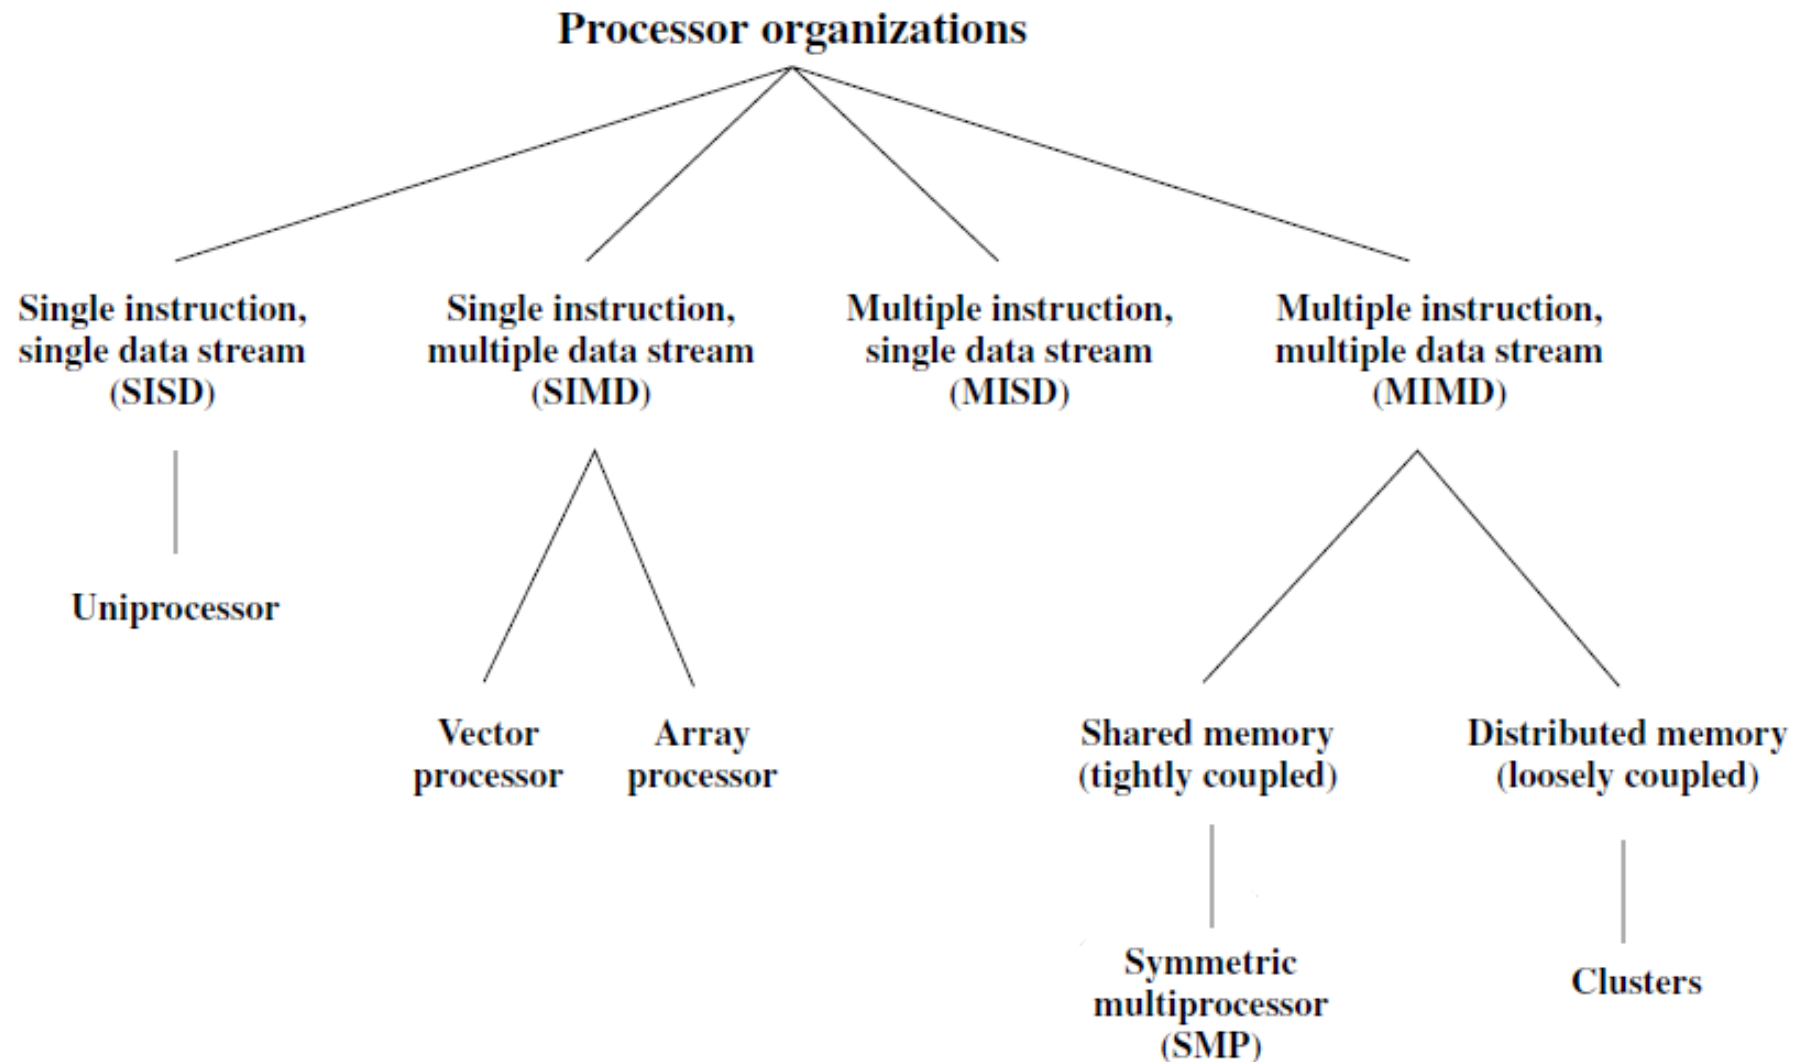 Processor organizations
Single instruction,
single data stream
(SISD)
Single instruction,
multiple data stream
(SIMD)
Multiple instruction,
single data stream
(MISD)
Multiple instruction,
multiple data stream
(MIMD)
Uniprocessor
Vector
processor
Array
processor
Shared memory
(tightly coupled)
Distributed memory
(loosely coupled)
Symmetric
multiprocessor
(SMP)
Clusters